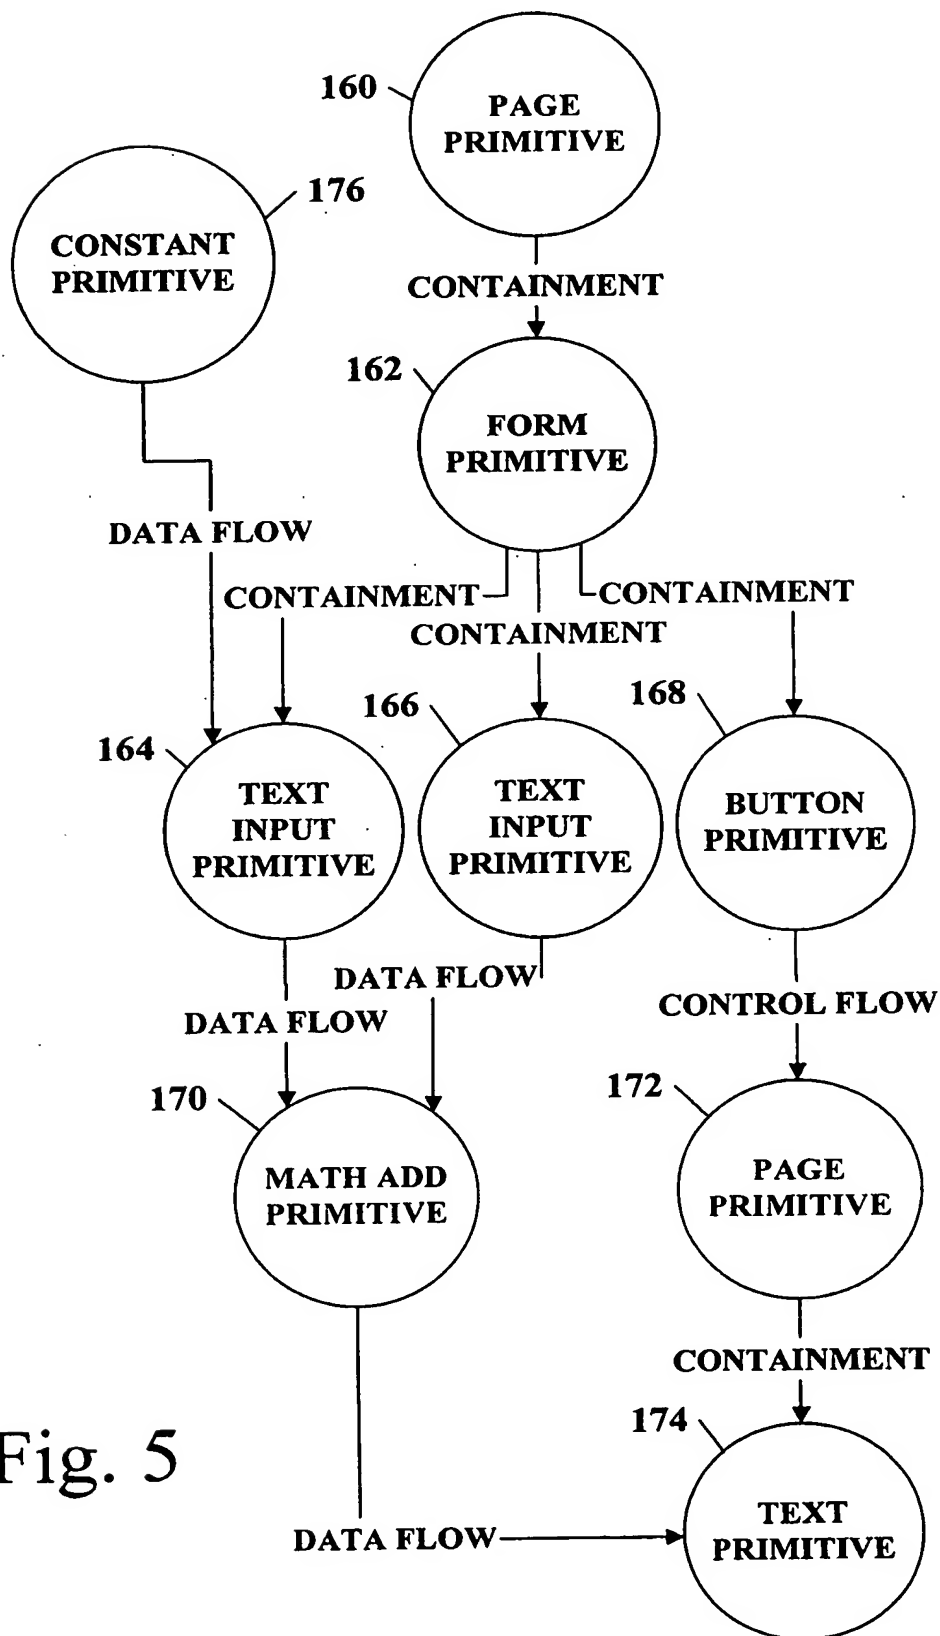 160
PAGE
PRIMITIVE
176
CONSTANT
PRIMITIVE
CONTAINMENT
162
FORM
PRIMITIVE
DATA FLOW
CONTAINMENT
CONTAINMENT
CONTAINMENT
164
166
168
TEXT
INPUT
PRIMITIVE
TEXT
INPUT
PRIMITIVE
BUTTON
PRIMITIVE
DATA FLOW
DATA FLOW
CONTROL FLOW
170
172
MATH ADD
PRIMITIVE
PAGE
PRIMITIVE
CONTAINMENT
174
Fig. 5
TEXT
PRIMITIVE
DATA FLOW